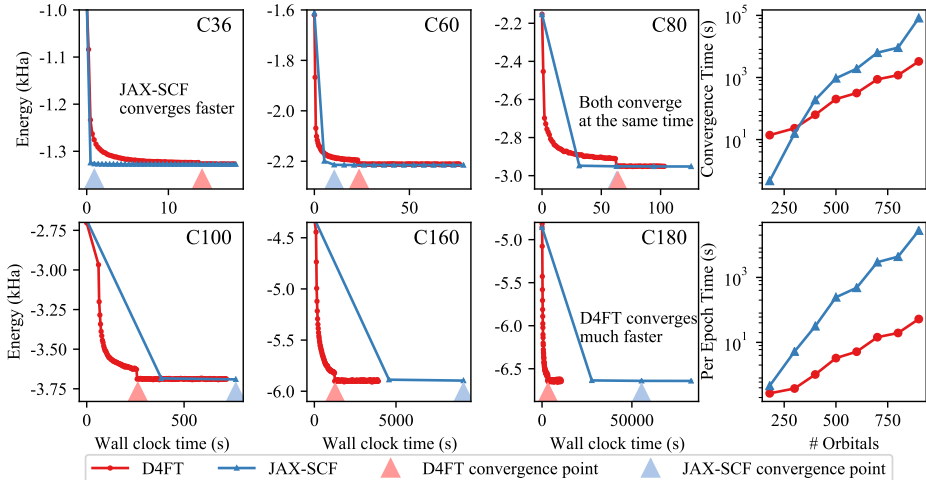 C36
Energy (kHa)
-1.0
-1.1
-1.2
-1.3
JAX-SCF
converges faster
0
10
C60
-1.6
-1.8
-2.0
-2.2
0
50
C80
-2.2
-2.4
-2.6
-2.8
-3.0
Both converge
at the same time
0
50
100
Convergence Time (s)
10^5
10^3
10^1
250
500
750
C100
Energy (kHa)
-2.75
-3.00
-3.25
-3.50
-3.75
0
500
Wall clock time (s)
C160
-4.5
-5.0
-5.5
-6.0
0
5000
Wall clock time (s)
C180
-5.0
-5.5
-6.0
-6.5
D4FT converges
much faster
0
50000
Wall clock time (s)
Per Epoch Time (s)
10^3
10^1
250
500
750
# Orbitals
D4FT
JAX-SCF
D4FT convergence point
JAX-SCF convergence point